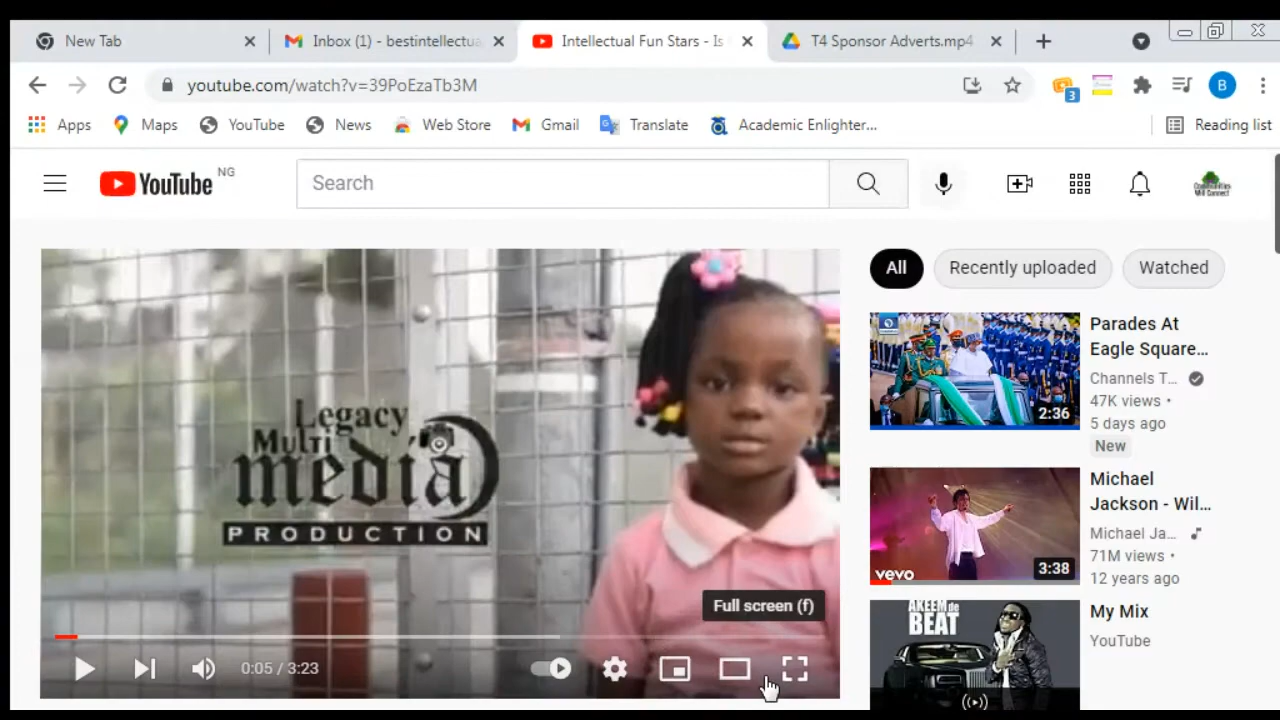 New Tab
Inbox (1) - bestintellectua
Intellectual Fun Stars - Is
T4 Sponsor Adverts.mp4
youtube.com/watch?v=39PoEzaTb3M
3
B
Apps
Maps
YouTube
News
Web Store
Gmail
Translate
Academic Enlighter...
Reading list
YouTube NG
Search
Communities
Will Connect
All
Recently uploaded
Watched
Legacy
Multi
media
PRODUCTION
Full screen (f)
0:05 / 3:23
2:36
Parades At
Eagle Square...
Channels T...
47K views •
5 days ago
New
vevo
3:38
Michael
Jackson - Wil...
Michael Ja...
71M views •
12 years ago
AKEEM de
BEAT
My Mix
YouTube